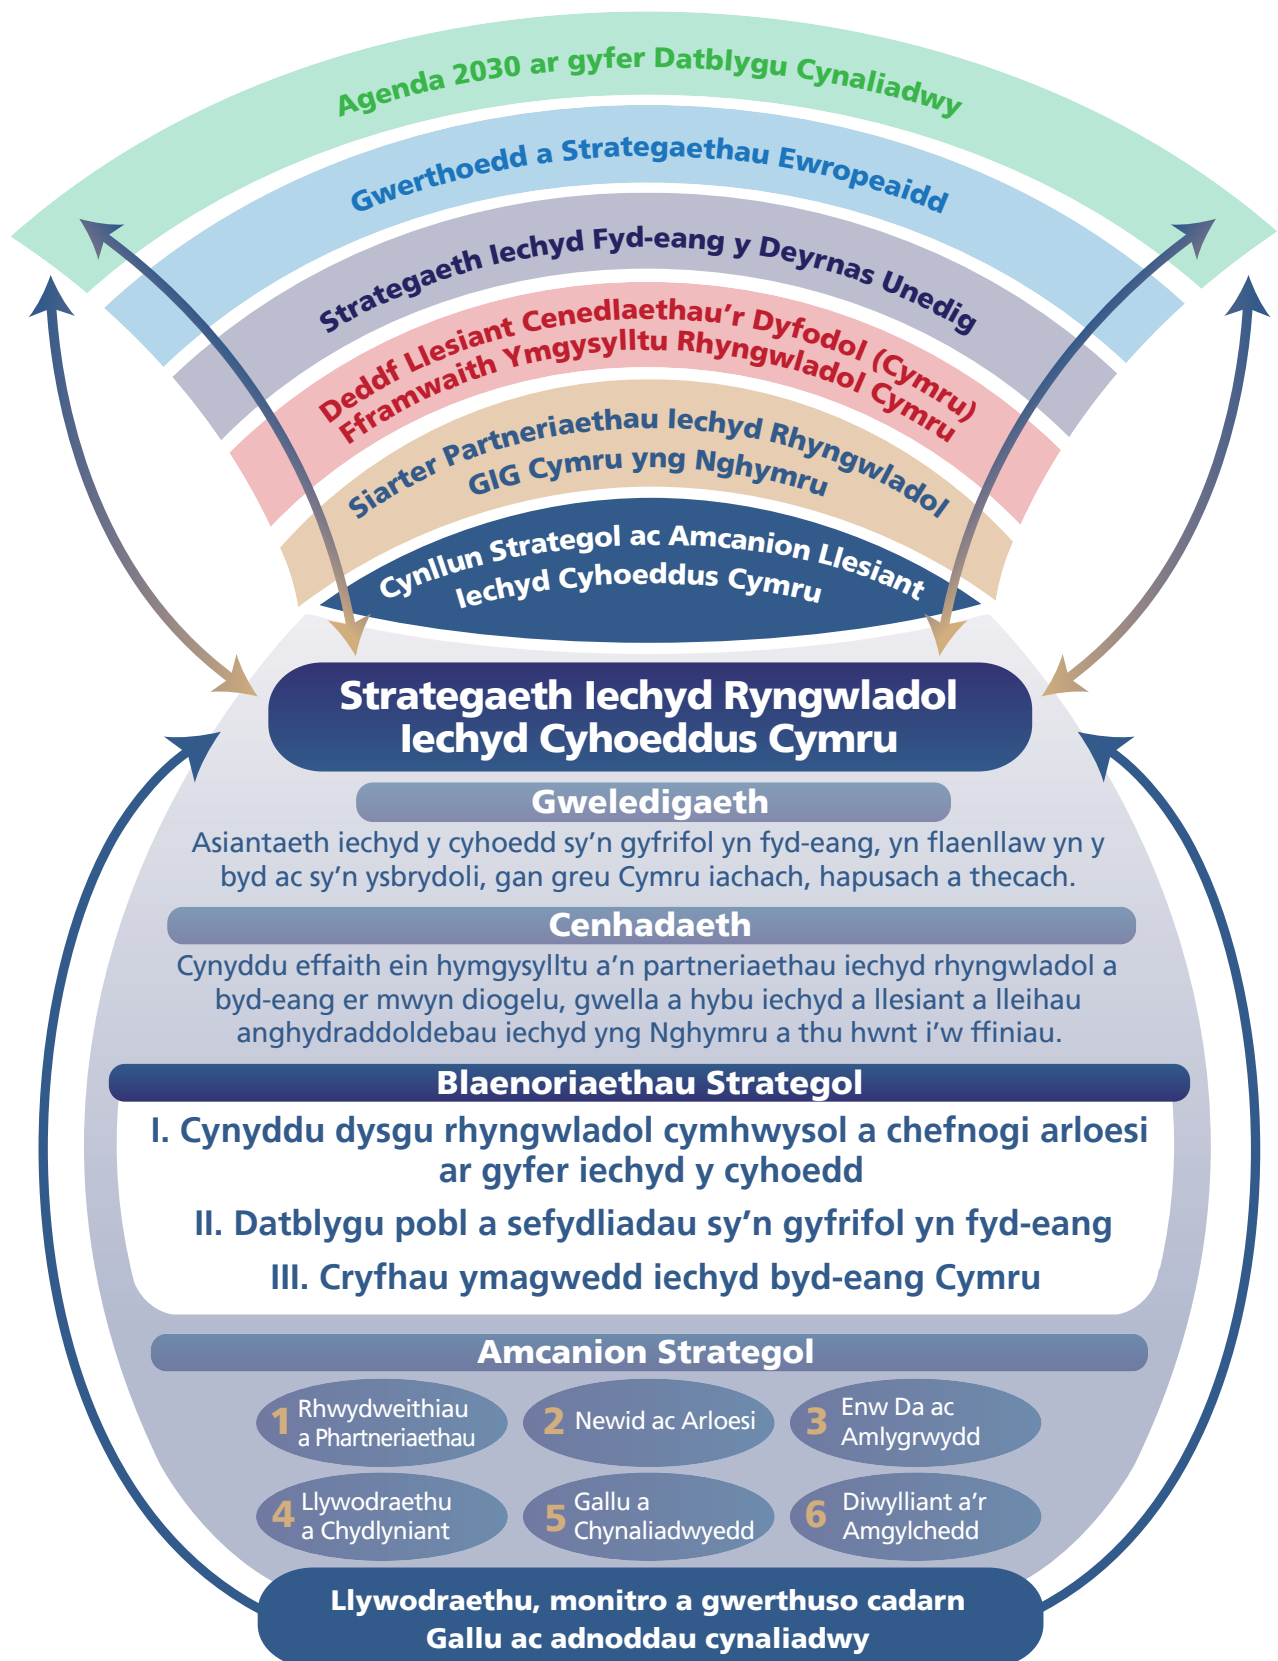 Agenda 2030 ar gyfer Datblygu Cynaliadwy
Gwerthoedd a Strategaethau Ewropeaidd
Strategaeth Iechyd Fyd-eang y Deyrnas Unedig
Deddf Llesiant Cenedlaethau’r Dyfodol (Cymru)
Fframwaith Ymgysylltu Rhyngwladol Cymru
Siarter Partneriaethau Iechyd Rhyngwladol
GIG Cymru yng Nghymru
Cynllun Strategol ac Amcanion Llesiant
Iechyd Cyhoeddus Cymru
Strategaeth Iechyd Ryngwladol
Iechyd Cyhoeddus Cymru
Gweledigaeth
Asiantaeth iechyd y cyhoedd sy’n gyfrifol yn fyd-eang, yn flaenllaw yn y
byd ac sy’n ysbrydoli, gan greu Cymru iachach, hapusach a thecach.
Cenhadaeth
Cynyddu effaith ein hymgysylltu a’n partneriaethau iechyd rhyngwladol a
byd-eang er mwyn diogelu, gwella a hybu iechyd a llesiant a lleihau
anghydraddoldebau iechyd yng Nghymru a thu hwnt i’w ffiniau.
Blaenoriaethau Strategol
I. Cynyddu dysgu rhyngwladol cymhwysol a chefnogi arloesi
ar gyfer iechyd y cyhoedd
II. Datblygu pobl a sefydliadau sy’n gyfrifol yn fyd-eang
III. Cryfhau ymagwedd iechyd byd-eang Cymru
Amcanion Strategol
1 Rhwydweithiau
a Phartneriaethau
2 Newid ac Arloesi
3 Enw Da ac
Amlygrwydd
4 Llywodraethu
a Chydlyniant
5 Gallu a
Chynaliadwyedd
6 Diwylliant a’r
Amgylchedd
Llywodraethu, monitro a gwerthuso cadarn
Gallu ac adnoddau cynaliadwy